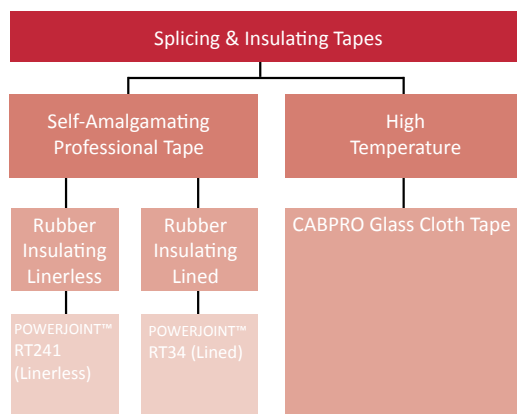 Splicing & Insulating Tapes
Self-Amalgamating
Professional Tape
High
Temperature
Rubber
Insulating
Linerless
Rubber
Insulating
Lined
CABPRO Glass Cloth Tape
POWERJOINT™
RT241
(Linerless)
POWERJOINT™
RT34 (Lined)